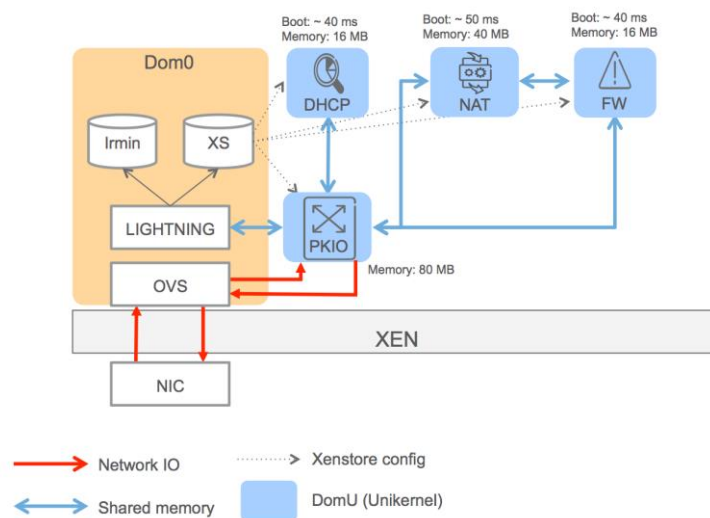 Boot: ~ 40 ms
Memory: 16 MB
Boot: ~ 50 ms
Memory: 40 MB
Boot: ~ 40 ms
Memory: 16 MB
Dom0
DHCP
NAT
FW
Irmin
XS
LIGHTNING
PKIO
Memory: 80 MB
OVS
XEN
NIC
Network IO
Xenstore config
Shared memory
DomU (Unikernel)